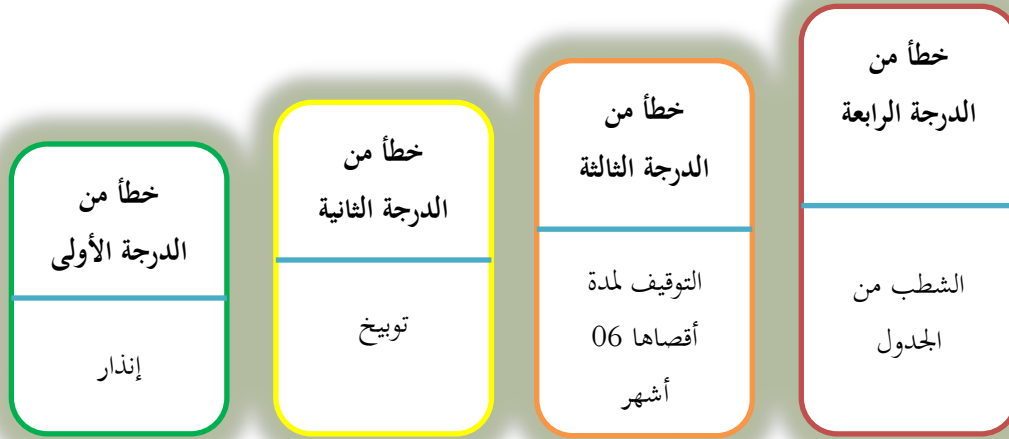 خطأ من
الدرجة الرابعة
الشطب من
الجدول
خطأ من
الدرجة الثالثة
التوقيف لمدة
أقصاها 06
أشهر
خطأ من
الدرجة الثانية
توبيخ
خطأ من
الدرجة الأولى
إنذار